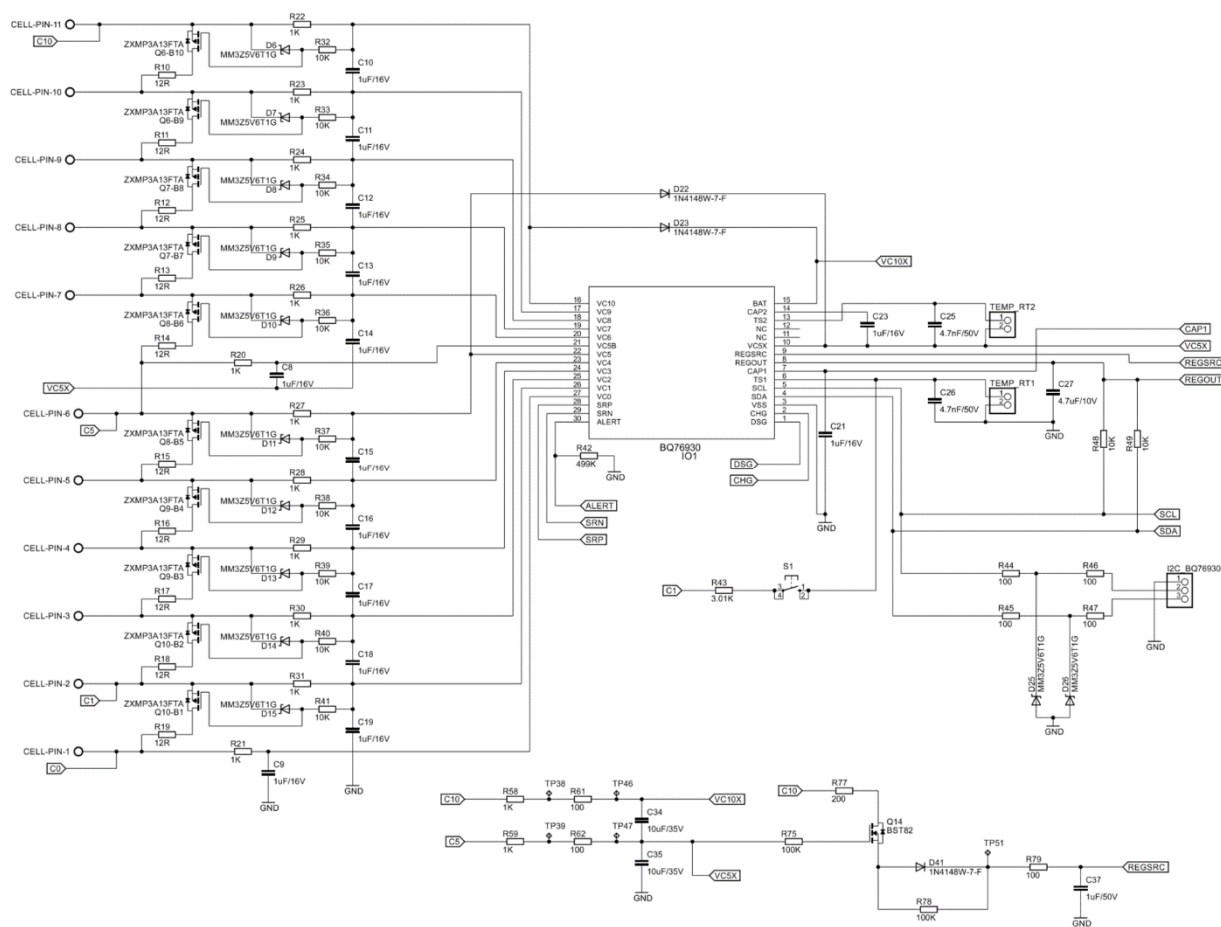 CELL-PIN-11
C10
ZXMP3A13FTA
Q6-B10
R10
12R
R22
1K
D6
MM3Z5V6T1G
R32
10K
C10
1uF/16V
CELL-PIN-10
ZXMP3A13FTA
Q6-B9
R11
12R
R23
1K
D7
MM3Z5V6T1G
R33
10K
C11
1uF/16V
CELL-PIN-9
ZXMP3A13FTA
Q7-B8
R12
12R
R24
1K
MM3Z5V6T1G
D8
R34
10K
C12
1uF/16V
CELL-PIN-8
ZXMP3A13FTA
Q7-B7
R13
12R
R25
1K
MM3Z5V6T1G
D9
R35
10K
C13
1uF/16V
CELL-PIN-7
ZXMP3A13FTA
Q8-B6
R14
12R
R26
1K
MM3Z5V6T1G
D10
R36
10K
C14
1uF/16V
R20
1K
C8
1uF/16V
VC5X
CELL-PIN-6
C5
ZXMP3A13FTA
Q8-B5
R15
12R
R27
1K
MM3Z5V6T1G
D11
R37
10K
C15
1uF/16V
CELL-PIN-5
ZXMP3A13FTA
Q9-B4
R16
12R
R28
1K
MM3Z5V6T1G
D12
R38
10K
C16
1uF/16V
CELL-PIN-4
ZXMP3A13FTA
Q9-B3
R17
12R
R29
1K
MM3Z5V6T1G
D13
R39
10K
C17
1uF/16V
CELL-PIN-3
ZXMP3A13FTA
Q10-B2
R18
12R
R30
1K
MM3Z5V6T1G
D14
R40
10K
C18
1uF/16V
CELL-PIN-2
C1
ZXMP3A13FTA
Q10-B1
R19
12R
R31
1K
MM3Z5V6T1G
D15
R41
10K
C19
1uF/16V
GND
CELL-PIN-1
C0
R21
1K
C9
1uF/16V
GND
D22
1N4148W-7-F
D23
1N4148W-7-F
VC10X
16 VC10 BAT 15
17 VC9 CAP2 14
18 VC8 TS2 13
19 VC7 NC 12
20 VC6 NC 11
21 VC5B VC5X 10
22 VC5 REGSRC 9
23 VC4 REGOUT 8
24 VC3 CAP1 7
25 VC2 TS1 6
26 VC1 SCL 5
27 VC0 SDA 4
28 SRP VSS 3
29 SRN CHG 2
30 ALERT DSG 1
BQ76930
IO1
R42
499K
GND
ALERT
SRN
SRP
DSG
CHG
C23
1uF/16V
C25
4.7nF/50V
TEMP_RT2
1
2
CAP1
VC5X
REGSRC
REGOUT
C26
4.7nF/50V
TEMP_RT1
1
2
C27
4.7uF/10V
GND
C21
1uF/16V
GND
R48
10K
R49
10K
SCL
SDA
C1
R43
3.01K
S1
3
4
1
2
R44
100
R46
100
R45
100
R47
100
I2C_BQ76930
1
2
3
GND
D25
MM3Z5V6T1G
D26
MM3Z5V6T1G
GND
C10
R58
1K
TP38
R61
100
TP46
VC10X
C34
10uF/35V
C5
R59
1K
TP39
R62
100
TP47
C35
10uF/35V
GND
VC5X
C10
R77
200
R75
100K
Q14
BST82
D41
1N4148W-7-F
R78
100K
TP51
R79
100
REGSRC
C37
1uF/50V
GND